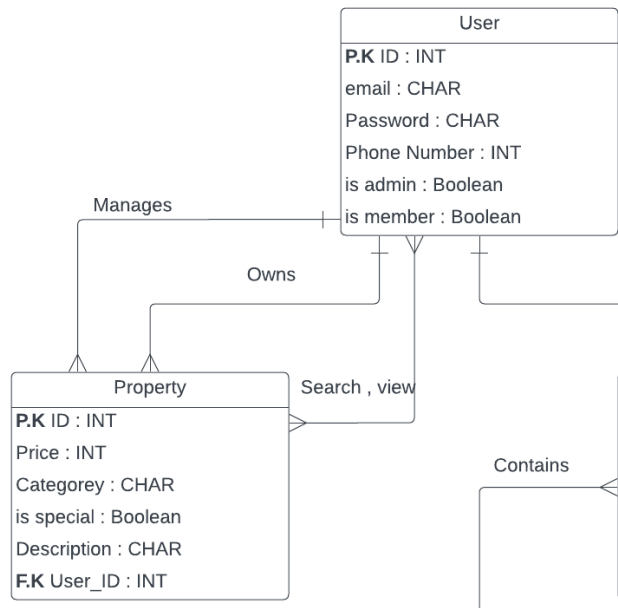 User
P.K ID : INT
email : CHAR
Password : CHAR
Phone Number : INT
is admin : Boolean
is member : Boolean
Manages
Owns
Property
P.K ID : INT
Price : INT
Categorey : CHAR
is special : Boolean
Description : CHAR
F.K User_ID : INT
Search , view
Contains